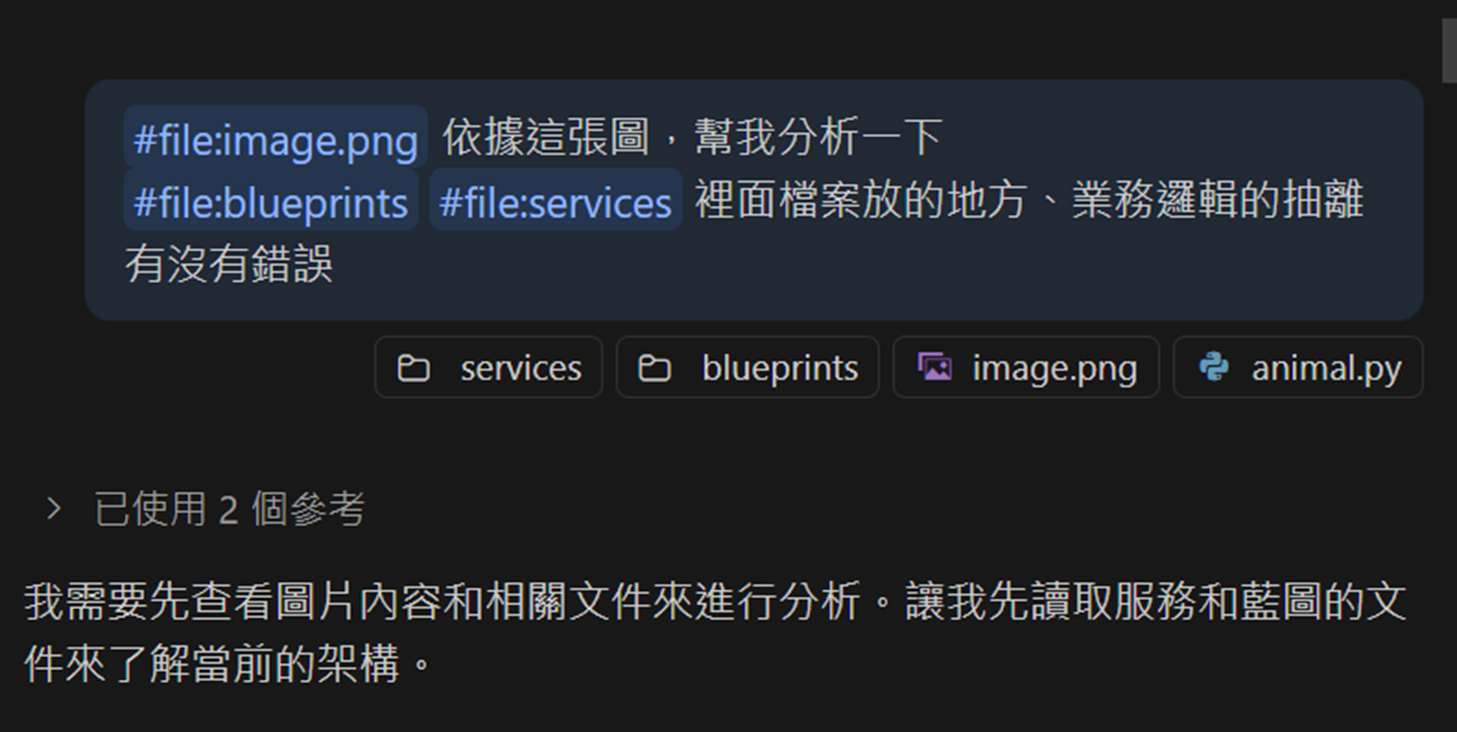 #file:image.png 依據這張圖，幫我分析一下
#file:blueprints #file:services 裡面檔案放的地方、業務邏輯的抽離
有沒有錯誤
services blueprints image.png animal.py
已使用 2 個參考
我需要先查看圖片內容和相關文件來進行分析。讓我先讀取服務和藍圖的文
件來了解當前的架構。